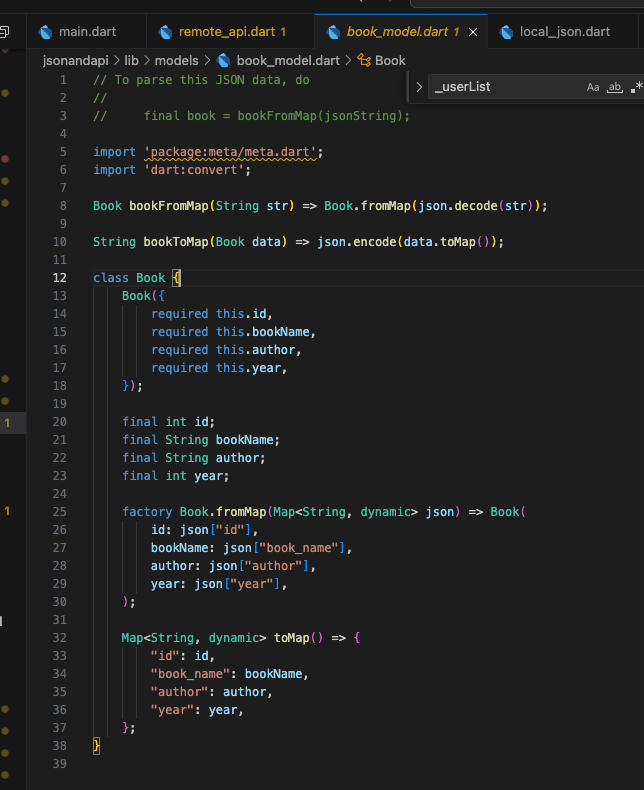 main.dart
remote_api.dart 1
book_model.dart 1
local_json.dart
jsonandapi > lib > models > book_model.dart > Book
_userList
Aa ab .*
1 // To parse this JSON data, do
2 //
3 //     final book = bookFromMap(jsonString);
4
5 import 'package:meta/meta.dart';
6 import 'dart:convert';
7
8 Book bookFromMap(String str) => Book.fromMap(json.decode(str));
9
10 String bookToMap(Book data) => json.encode(data.toMap());
11
12 class Book {
13     Book({
14         required this.id,
15         required this.bookName,
16         required this.author,
17         required this.year,
18     });
19
20     final int id;
21     final String bookName;
22     final String author;
23     final int year;
24
25     factory Book.fromMap(Map<String, dynamic> json) => Book(
26         id: json["id"],
27         bookName: json["book_name"],
28         author: json["author"],
29         year: json["year"],
30     );
31
32     Map<String, dynamic> toMap() => {
33         "id": id,
34         "book_name": bookName,
35         "author": author,
36         "year": year,
37     };
38 }
39
1
1